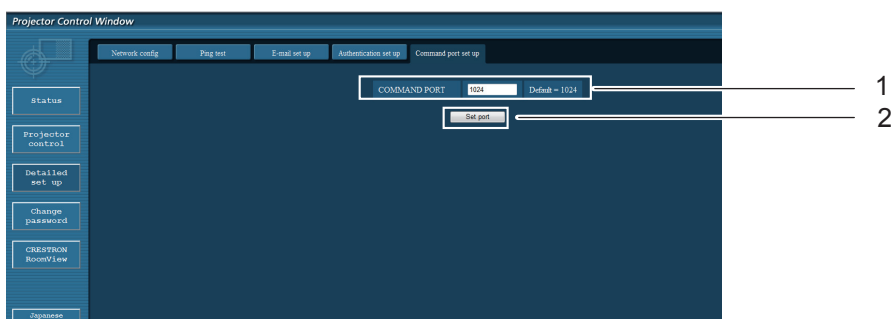 Projector Control Window
Network config Ping test E-mail set up Authentication set up Command port set up
COMMAND PORT 1024 Default = 1024 1
Set port 2
Status
Projector
control
Detailed
set up
Change
password
CRESTRON
RoomView
Japanese